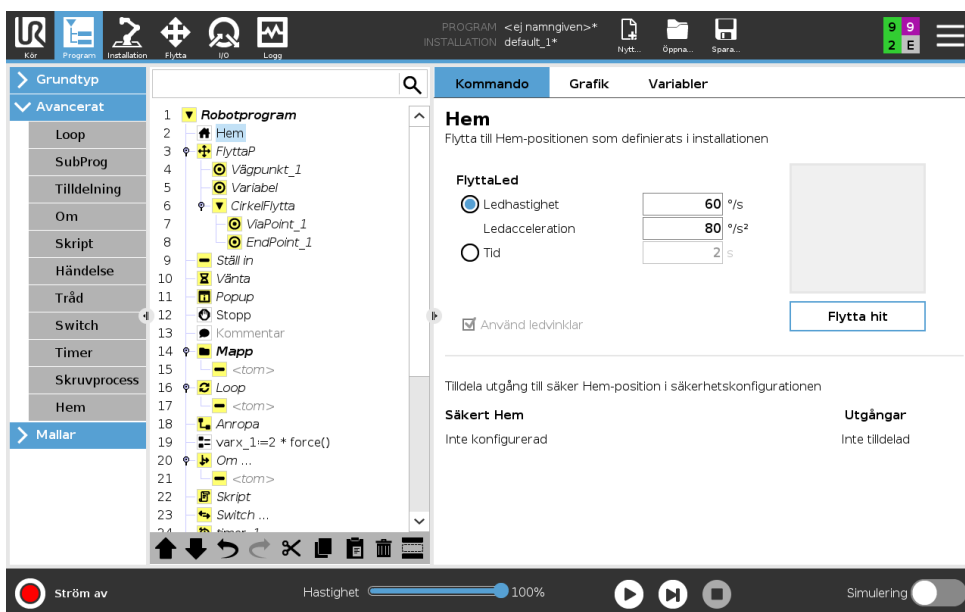 UR
PROGRAM <ej namngiven>*
INSTALLATION default_1*
Kör
Program
Installation
Flytta
I/O
Logg
Nytt...
Öppna...
Spara...
9 9
2 E
Grundtyp
Avancerat
Loop
SubProg
Tilldelning
Om
Skript
Händelse
Tråd
Switch
Timer
Skruvprocess
Hem
Mallar
1 Robotprogram
2 Hem
3 FlyttaP
4 Vägpunkt_1
5 Variabel
6 CirkelFlytta
7 ViaPoint_1
8 EndPoint_1
9 Ställ in
10 Vänta
11 Popup
12 Stopp
13 Kommentar
14 Mapp
15 <tom>
16 Loop
17 <tom>
18 Anropa
19 varx_1:=2 * force()
20 Om ...
21 <tom>
22 Skript
23 Switch ...
24 timer_1
Kommando
Grafik
Variabler
Hem
Flytta till Hem-positionen som definierats i installationen
FlyttaLed
Ledhastighet 60 °/s
Ledacceleration 80 °/s²
Tid 2 s
Använd ledvinklar
Flytta hit
Tilldela utgång till säker Hem-position i säkerhetskonfigurationen
Säkert Hem Utgångar
Inte konfigurerad Inte tilldelad
Ström av
Hastighet 100%
Simulering